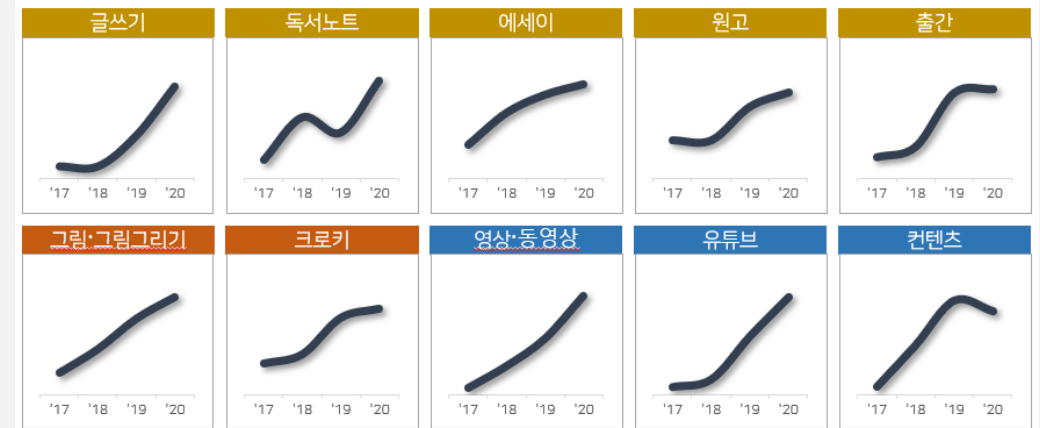 글쓰기 독서노트 에세이 원고 출간
'17 '18 '19 '20 '17 '18 '19 '20 '17 '18 '19 '20 '17 '18 '19 '20 '17 '18 '19 '20
그림·그림그리기 크로키 영상·동영상 유튜브 컨텐츠
'17 '18 '19 '20 '17 '18 '19 '20 '17 '18 '19 '20 '17 '18 '19 '20 '17 '18 '19 '20